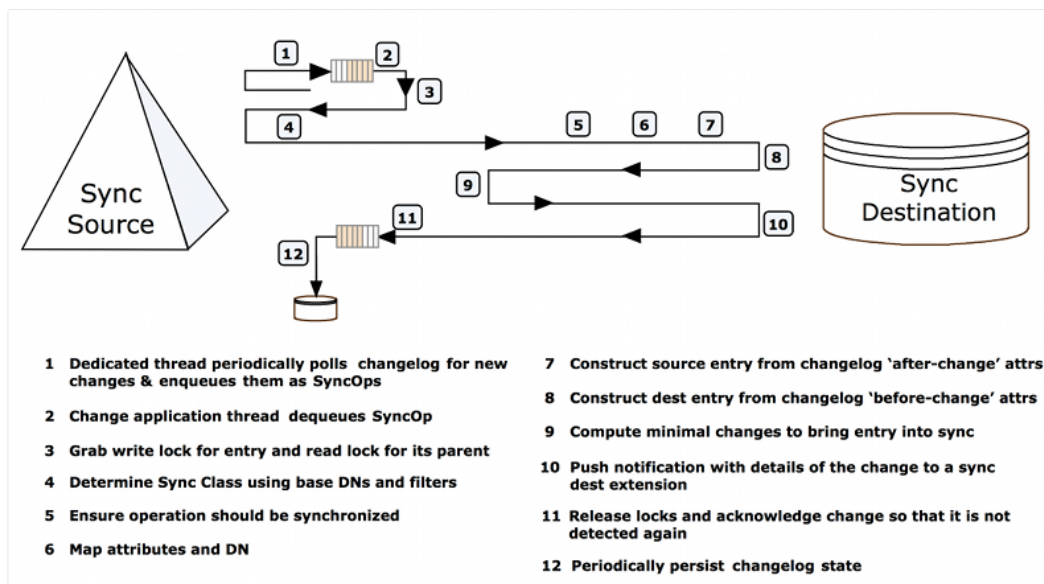 1
2
3
4
5
6
7
8
9
10
11
12
Sync
Source
Sync
Destination
1 Dedicated thread periodically polls changelog for new
changes & enqueues them as SyncOps
2 Change application thread dequeues SyncOp
3 Grab write lock for entry and read lock for its parent
4 Determine Sync Class using base DNs and filters
5 Ensure operation should be synchronized
6 Map attributes and DN
7 Construct source entry from changelog ‘after-change’ attrs
8 Construct dest entry from changelog ‘before-change’ attrs
9 Compute minimal changes to bring entry into sync
10 Push notification with details of the change to a sync
dest extension
11 Release locks and acknowledge change so that it is not
detected again
12 Periodically persist changelog state